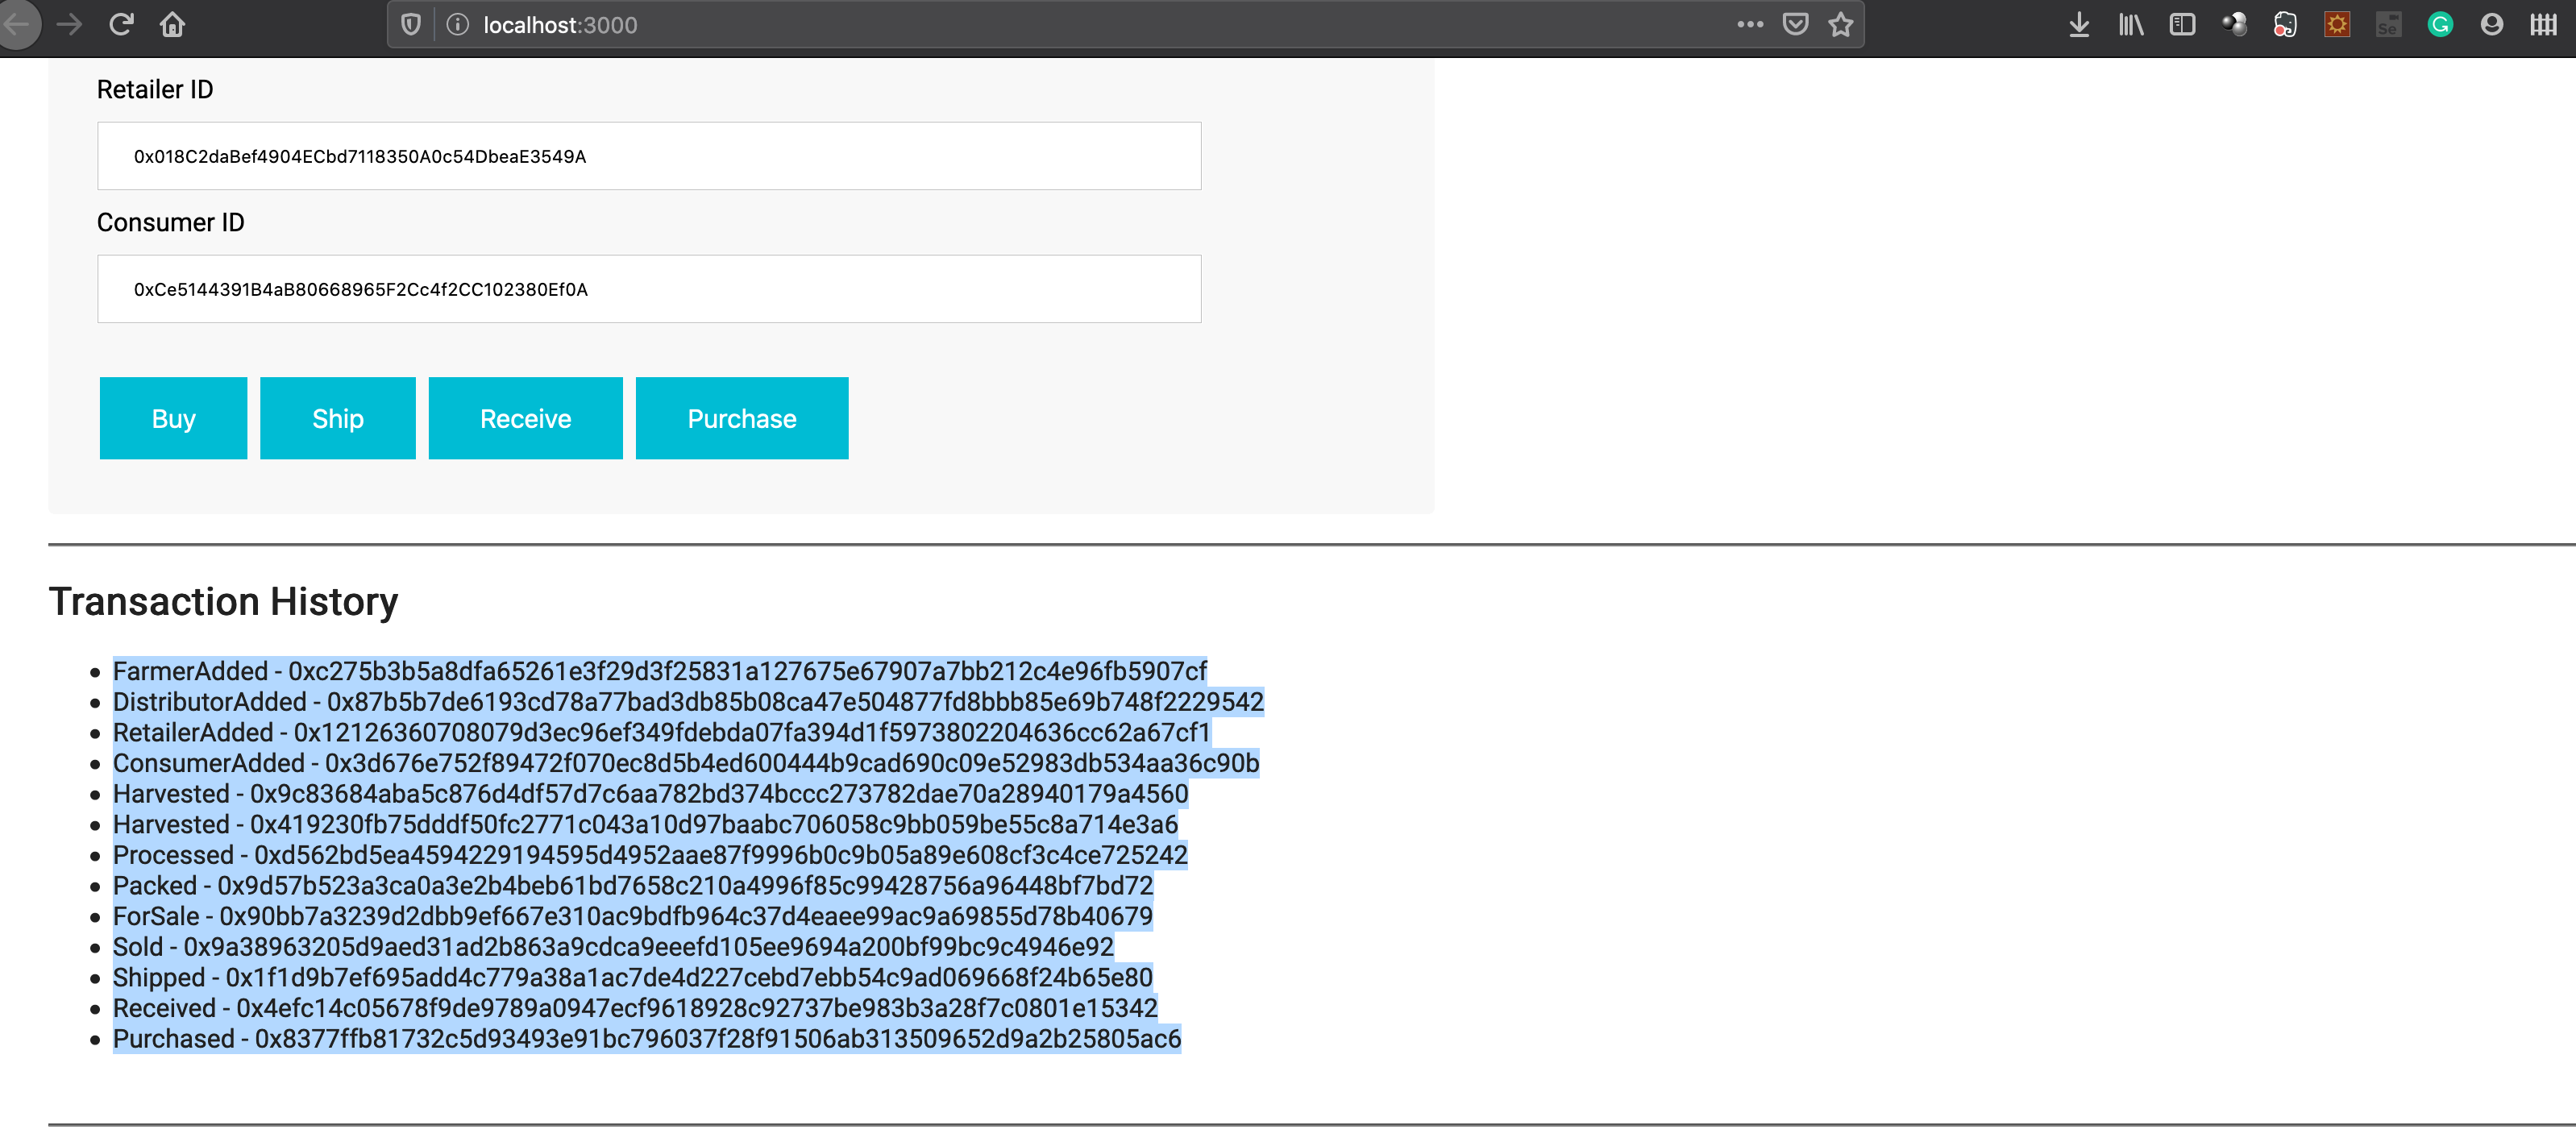 localhost:3000
Retailer ID
0x018C2daBef4904ECbd7118350A0c54DbeaE3549A
Consumer ID
0xCe5144391B4aB80668965F2Cc4f2CC102380Ef0A
Buy Ship Receive Purchase
Transaction History
FarmerAdded - 0xc275b3b5a8dfa65261e3f29d3f25831a127675e67907a7bb212c4e96fb5907cf
DistributorAdded - 0x87b5b7de6193cd78a77bad3db85b08ca47e504877fd8bbb85e69b748f2229542
RetailerAdded - 0x12126360708079d3ec96ef349fdebda07fa394d1f5973802204636cc62a67cf1
ConsumerAdded - 0x3d676e752f89472f070ec8d5b4ed600444b9cad690c09e52983db534aa36c90b
Harvested - 0x9c83684aba5c876d4df57d7c6aa782bd374bccc273782dae70a28940179a4560
Harvested - 0x419230fb75dddf50fc2771c043a10d97baabc706058c9bb059be55c8a714e3a6
Processed - 0xd562bd5ea4594229194595d4952aae87f9996b0c9b05a89e608cf3c4ce725242
Packed - 0x9d57b523a3ca0a3e2b4beb61bd7658c210a4996f85c99428756a96448bf7bd72
ForSale - 0x90bb7a3239d2dbb9ef667e310ac9bdfb964c37d4eaee99ac9a69855d78b40679
Sold - 0x9a38963205d9aed31ad2b863a9cdca9eeefd105ee9694a200bf99bc9c4946e92
Shipped - 0x1f1d9b7ef695add4c779a38a1ac7de4d227cebd7ebb54c9ad069668f24b65e80
Received - 0x4efc14c05678f9de9789a0947ecf9618928c92737be983b3a28f7c0801e15342
Purchased - 0x8377ffb81732c5d93493e91bc796037f28f91506ab313509652d9a2b25805ac6